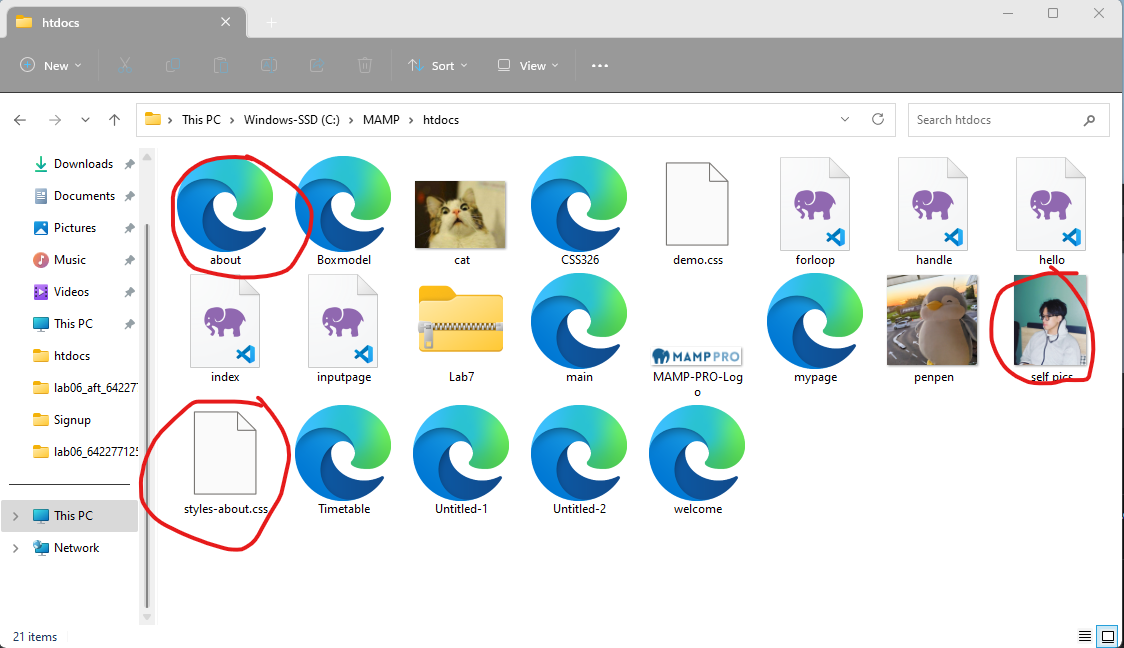 htdocs
New
Sort
View
This PC
Windows-SSD (C:)
MAMP
htdocs
Search htdocs
Downloads
Documents
Pictures
Music
Videos
This PC
htdocs
lab06_aft_64227
Signup
lab06_64227712
This PC
Network
about
Boxmodel
cat
CSS326
demo.css
forloop
handle
hello
index
inputpage
Lab7
main
MAMP PRO
MAMP-PRO-Log
o
mypage
penpen
self pics
styles-about.css
Timetable
Untitled-1
Untitled-2
welcome
21 items